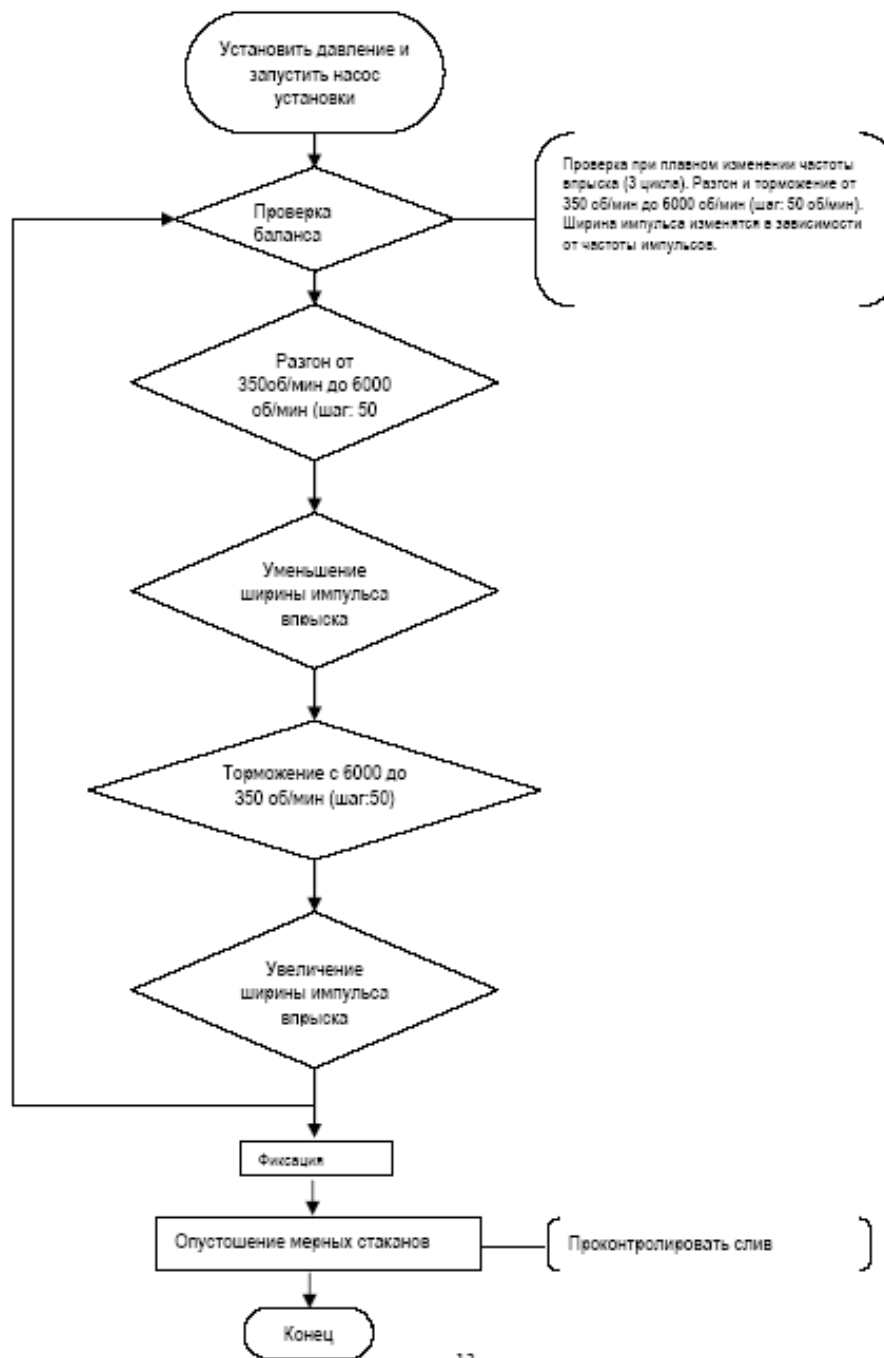 Установить давление и
запустить насос
установки
Проверка
баланса
Проверка при плавном изменении частоты
впрыска (3 цикла). Разгон и торможение от
350 об/мин до 6000 об/мин (шаг: 50 об/мин).
Ширина импульса изменятся в зависимости
от частоты импульсов.
Разгон от
350об/мин до 6000
об/мин (шаг: 50
Уменьшение
ширины импульса
впрыска
Торможение с 6000 до
350 об/мин (шаг:50)
Увеличение
ширины импульса
впрыска
Фиксация
Опустошение мерных стаканов
Проконтролировать слив
Конец